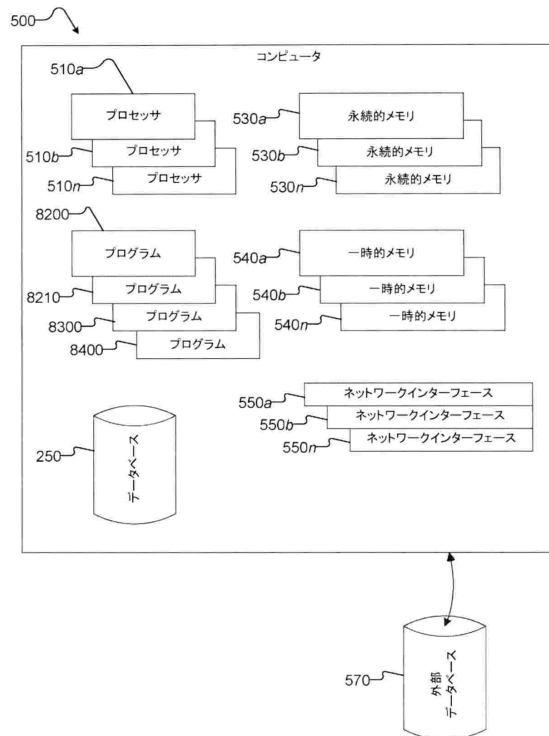 500
コンピュータ
510a
プロセッサ
510b
プロセッサ
510n
プロセッサ
530a
永続的メモリ
530b
永続的メモリ
530n
永続的メモリ
8200
プログラム
8210
プログラム
8300
プログラム
8400
プログラム
540a
一時的メモリ
540b
一時的メモリ
540n
一時的メモリ
550a
ネットワークインターフェース
550b
ネットワークインターフェース
550n
ネットワークインターフェース
250
データベース
570
外部
データベース